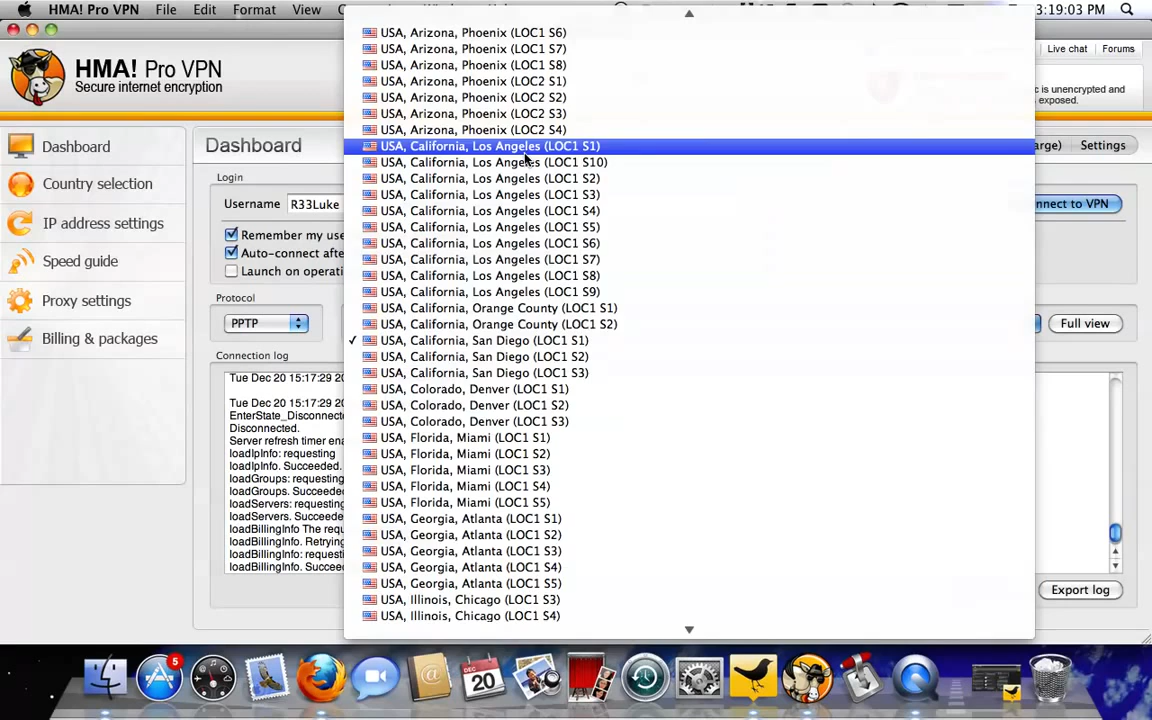 HMA! Pro VPN File Edit Format View
3:19:03 PM
HMA! Pro VPN
Secure internet encryption
Live chat Forums
c is unencrypted and
exposed.
Dashboard
Country selection
IP address settings
Speed guide
Proxy settings
Billing & packages
Dashboard
arge) Settings
Login
Username R33Luke
nnect to VPN
Remember my use
Auto-connect afte
Launch on operati
Protocol
PPTP
Full view
Connection log
Tue Dec 20 15:17:29 20
Tue Dec 20 15:17:29 20
EnterState_Disconnecte
Disconnected.
Server refresh timer ena
loadIpInfo: requesting
loadIpInfo. Succeeded.
loadGroups: requesting
loadGroups. Succeeded
loadServers: requesting
loadServers. Succeede
loadBillingInfo The requ
loadBillingInfo. Retrying
loadBillingInfo: requesti
loadBillingInfo. Succeed
Export log
USA, Arizona, Phoenix (LOC1 S6)
USA, Arizona, Phoenix (LOC1 S7)
USA, Arizona, Phoenix (LOC1 S8)
USA, Arizona, Phoenix (LOC2 S1)
USA, Arizona, Phoenix (LOC2 S2)
USA, Arizona, Phoenix (LOC2 S3)
USA, Arizona, Phoenix (LOC2 S4)
USA, California, Los Angeles (LOC1 S1)
USA, California, Los Angeles (LOC1 S10)
USA, California, Los Angeles (LOC1 S2)
USA, California, Los Angeles (LOC1 S3)
USA, California, Los Angeles (LOC1 S4)
USA, California, Los Angeles (LOC1 S5)
USA, California, Los Angeles (LOC1 S6)
USA, California, Los Angeles (LOC1 S7)
USA, California, Los Angeles (LOC1 S8)
USA, California, Los Angeles (LOC1 S9)
USA, California, Orange County (LOC1 S1)
USA, California, Orange County (LOC1 S2)
USA, California, San Diego (LOC1 S1)
USA, California, San Diego (LOC1 S2)
USA, California, San Diego (LOC1 S3)
USA, Colorado, Denver (LOC1 S1)
USA, Colorado, Denver (LOC1 S2)
USA, Colorado, Denver (LOC1 S3)
USA, Florida, Miami (LOC1 S1)
USA, Florida, Miami (LOC1 S2)
USA, Florida, Miami (LOC1 S3)
USA, Florida, Miami (LOC1 S4)
USA, Florida, Miami (LOC1 S5)
USA, Georgia, Atlanta (LOC1 S1)
USA, Georgia, Atlanta (LOC1 S2)
USA, Georgia, Atlanta (LOC1 S3)
USA, Georgia, Atlanta (LOC1 S4)
USA, Georgia, Atlanta (LOC1 S5)
USA, Illinois, Chicago (LOC1 S3)
USA, Illinois, Chicago (LOC1 S4)
5
DEC
20